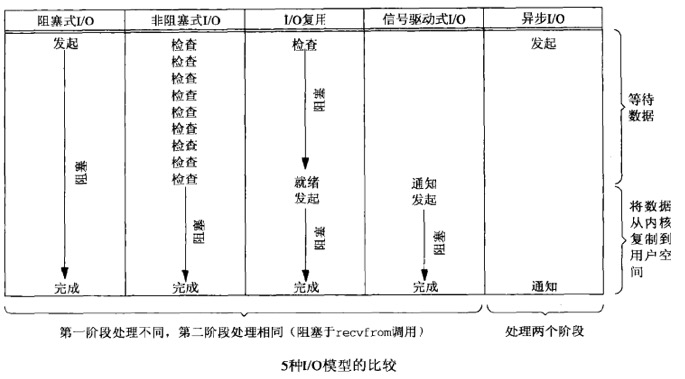 阻塞式I/O 非阻塞式I/O I/O复用 信号驱动式I/O 异步I/O
发起 检查 检查 发起
检查
检查
检查
检查
检查
检查
检查
检查
阻塞
阻塞
等待
数据
就绪 通知
发起 发起
阻塞
阻塞
阻塞
将数据
从内核
复制到
用户空
间
完成 完成 完成 完成 通知
第一阶段处理不同，第二阶段处理相同（阻塞于recvfrom调用） 处理两个阶段
5种I/O模型的比较